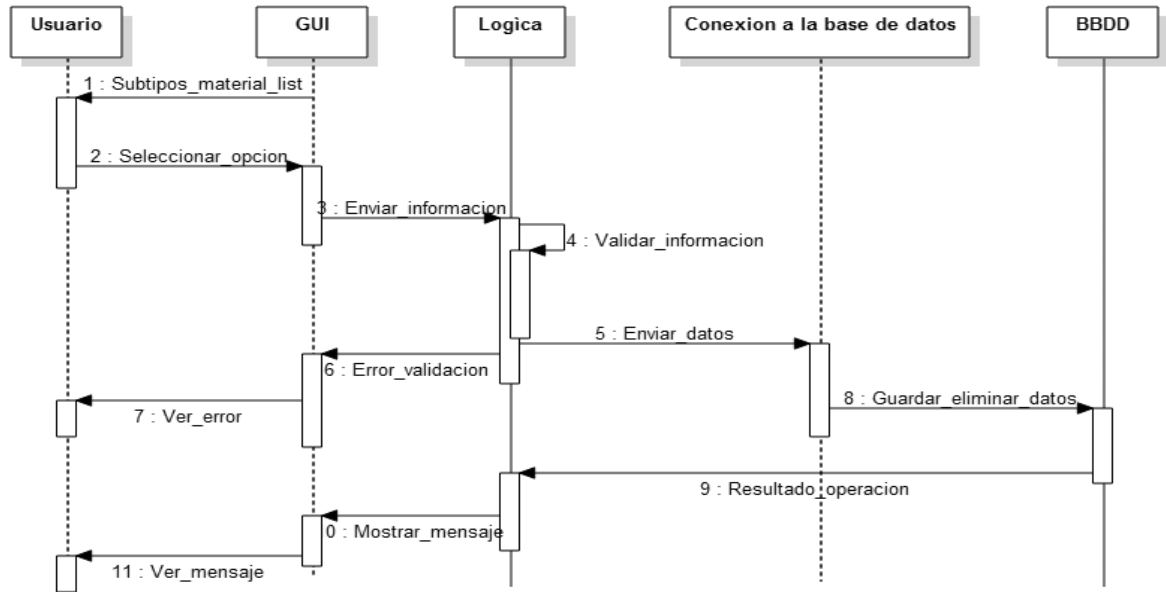 Usuario
GUI
Logica
Conexion a la base de datos
BBDD
1 : Subtipos_material_list
2 : Seleccionar_opcion
3 : Enviar_informacion
4 : Validar_informacion
5 : Enviar_datos
6 : Error_validacion
7 : Ver_error
8 : Guardar_eliminar_datos
9 : Resultado_operacion
0 : Mostrar_mensaje
11 : Ver_mensaje